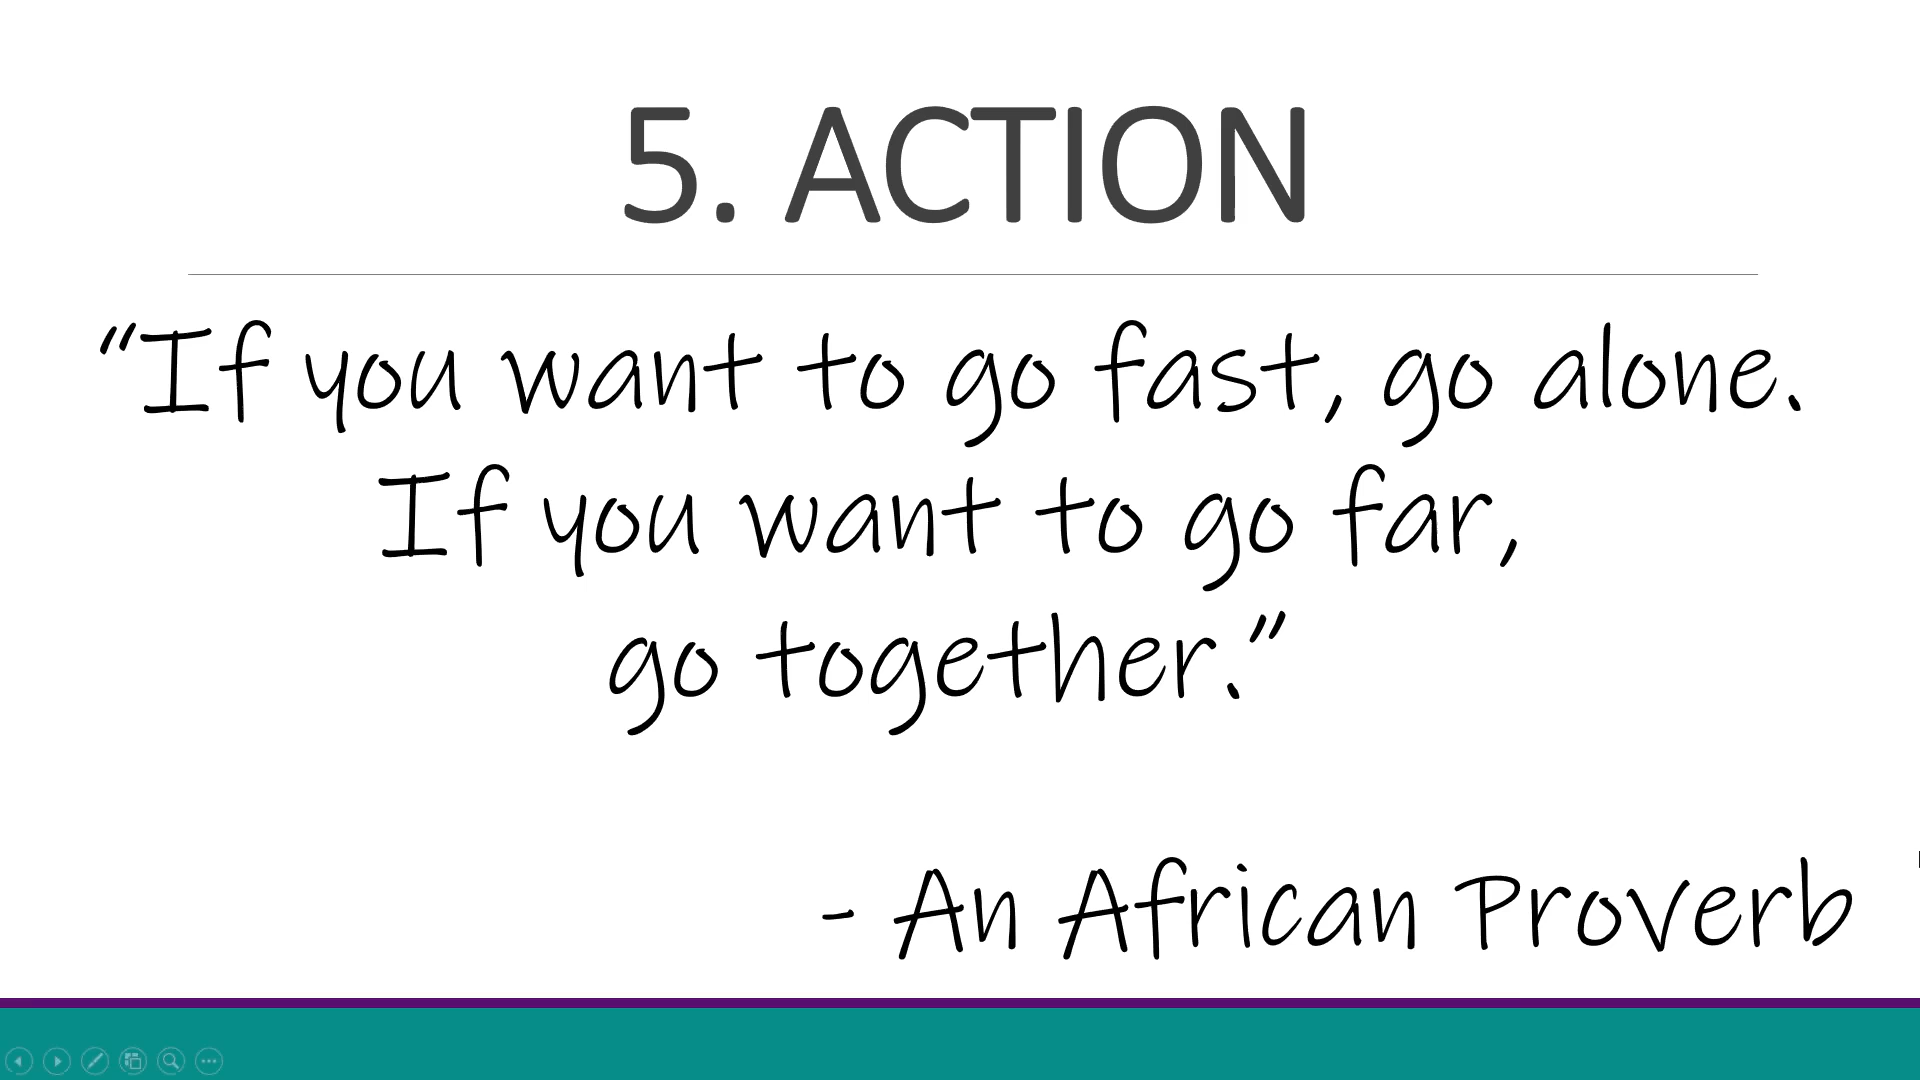 5. ACTION
“If you want to go fast, go alone.
If you want to go far,
go together.”
- An African Proverb